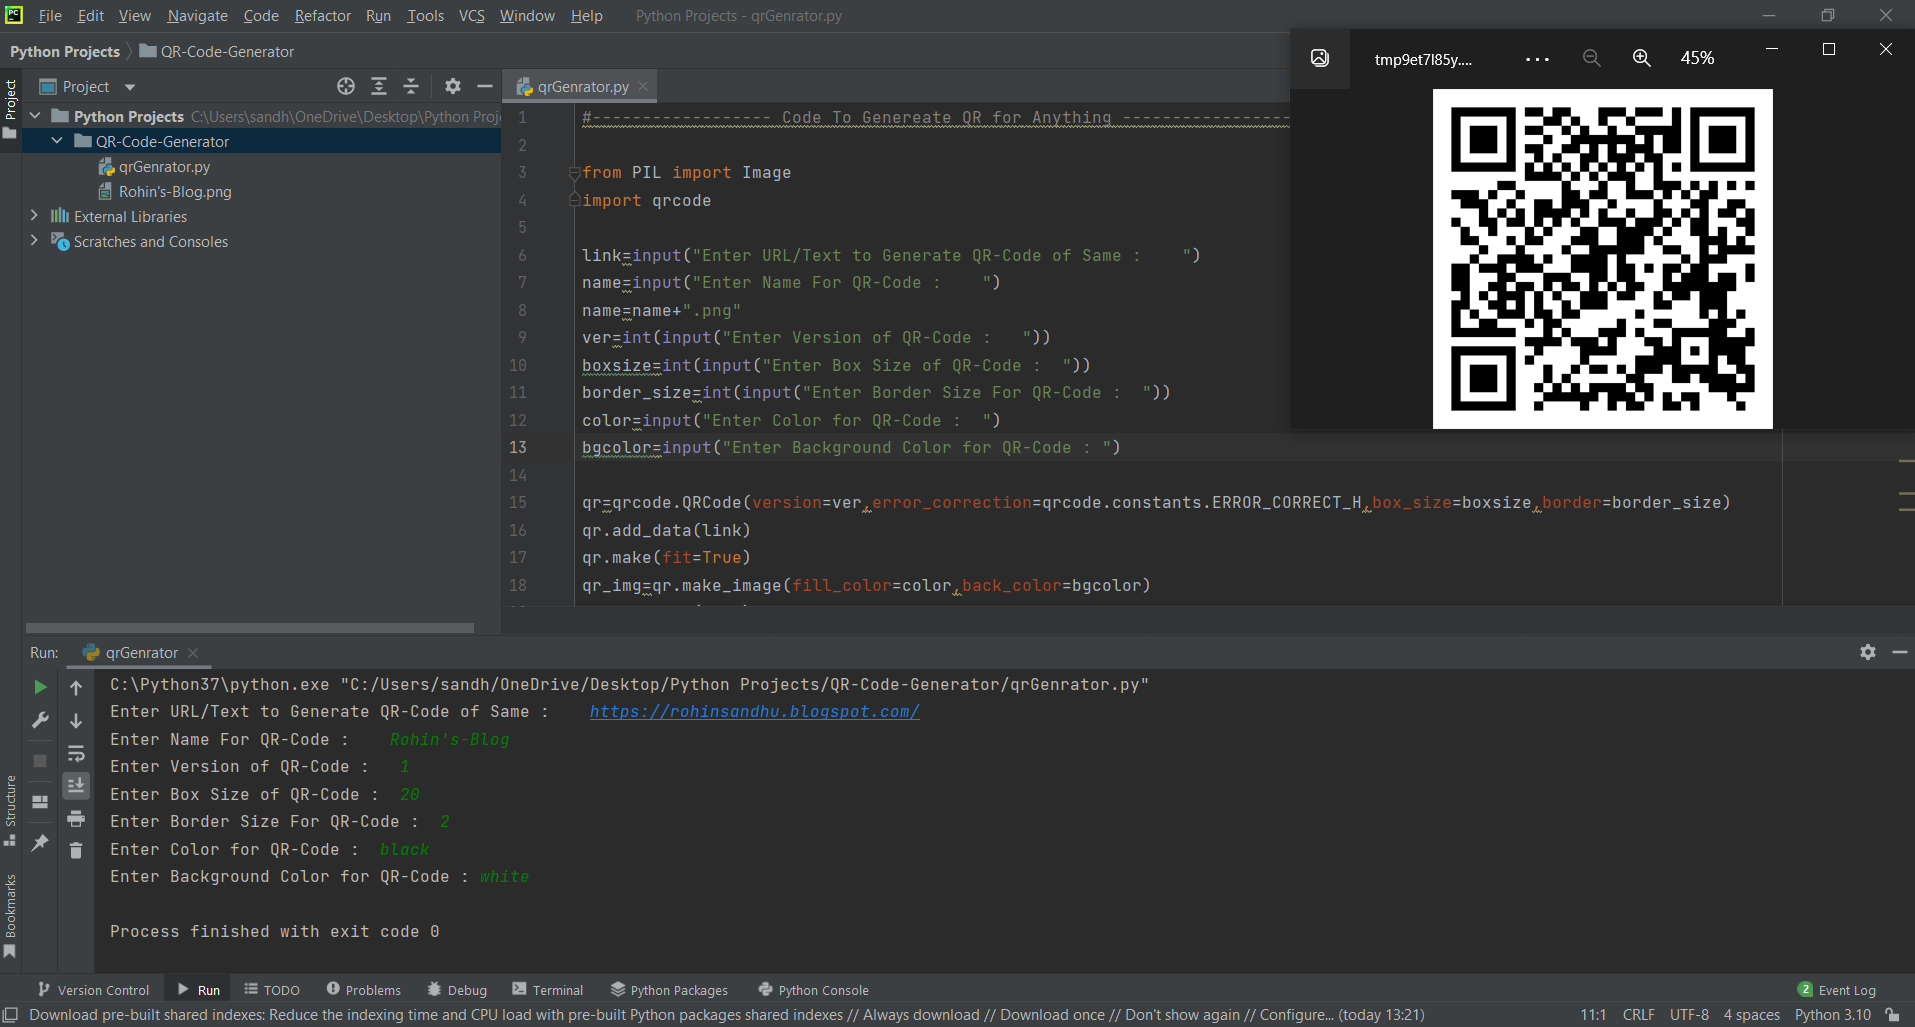 File Edit View Navigate Code Refactor Run Tools VCS Window Help Python Projects - qrGenrator.py
Python Projects QR-Code-Generator
tmp9et7l85y.... 45%
Project
Project
qrGenrator.py
Python Projects C:\Users\sandh\OneDrive\Desktop\Python Proj
QR-Code-Generator
qrGenrator.py
Rohin's-Blog.png
External Libraries
Scratches and Consoles
1 #------------------ Code To Genereate QR for Anything -----------------
2
3 from PIL import Image
4 import qrcode
5
6 link=input("Enter URL/Text to Generate QR-Code of Same :    ")
7 name=input("Enter Name For QR-Code :    ")
8 name=name+".png"
9 ver=int(input("Enter Version of QR-Code :   "))
10 boxsize=int(input("Enter Box Size of QR-Code :  "))
11 border_size=int(input("Enter Border Size For QR-Code :  "))
12 color=input("Enter Color for QR-Code :  ")
13 bgcolor=input("Enter Background Color for QR-Code : ")
14
15 qr=qrcode.QRCode(version=ver,error_correction=qrcode.constants.ERROR_CORRECT_H,box_size=boxsize,border=border_size)
16 qr.add_data(link)
17 qr.make(fit=True)
18 qr_img=qr.make_image(fill_color=color,back_color=bgcolor)
Run: qrGenrator
C:\Python37\python.exe "C:/Users/sandh/OneDrive/Desktop/Python Projects/QR-Code-Generator/qrGenrator.py"
Enter URL/Text to Generate QR-Code of Same :    https://rohinsandhu.blogspot.com/
Enter Name For QR-Code :    Rohin's-Blog
Enter Version of QR-Code :   1
Enter Box Size of QR-Code :  20
Enter Border Size For QR-Code :  2
Enter Color for QR-Code :  black
Enter Background Color for QR-Code : white
Process finished with exit code 0
Structure
Bookmarks
Version Control Run TODO Problems Debug Terminal Python Packages Python Console 2 Event Log
Download pre-built shared indexes: Reduce the indexing time and CPU load with pre-built Python packages shared indexes // Always download // Download once // Don't show again // Configure... (today 13:21) 11:1 CRLF UTF-8 4 spaces Python 3.10